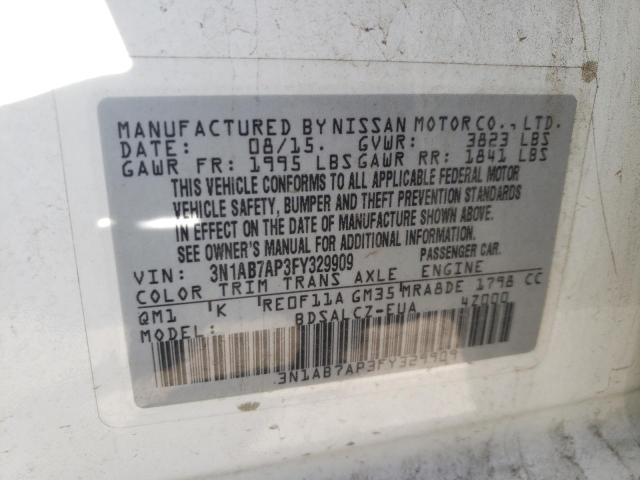 MANUFACTURED BY NISSAN MOTOR CO., LTD.
DATE: 08/15. GVWR: 3823 LBS
GAWR FR: 1995 LBS GAWR RR: 1841 LBS
THIS VEHICLE CONFORMS TO ALL APPLICABLE FEDERAL MOTOR
VEHICLE SAFETY, BUMPER AND THEFT PREVENTION STANDARDS
IN EFFECT ON THE DATE OF MANUFACTURE SHOWN ABOVE.
SEE OWNER'S MANUAL FOR ADDITIONAL INFORMATION.
VIN: 3N1AB7AP3FY329909 PASSENGER CAR.
COLOR TRIM TRANS AXLE ENGINE
QM1 K RE0F11A GM35 MRA8DE 1798 CC
MODEL: BDSALCZ-EUA 4Z000
3N1AB7AP3FY329909